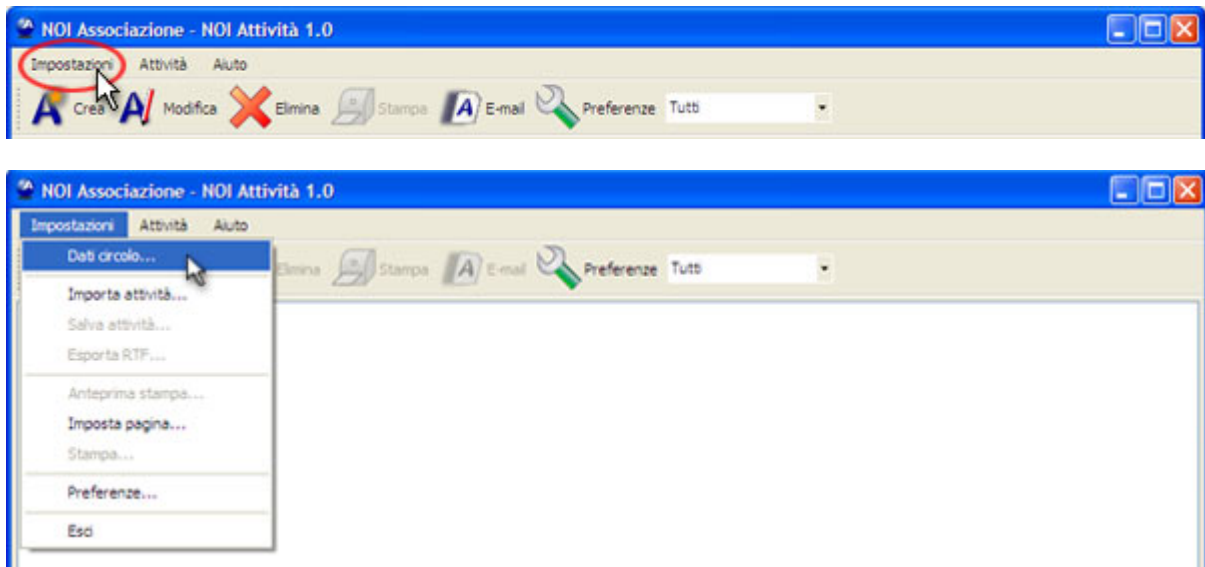 NOI Associazione - NOI Attività 1.0
Impostazioni Attività Aiuto
Crea Modifica Elimina Stampa E-mail Preferenze Tutti
NOI Associazione - NOI Attività 1.0
Impostazioni Attività Aiuto
Elimina Stampa E-mail Preferenze Tutti
Dati circolo...
Importa attività...
Salva attività...
Esporta RTF...
Anteprima stampa...
Imposta pagina...
Stampa...
Preferenze...
Esci